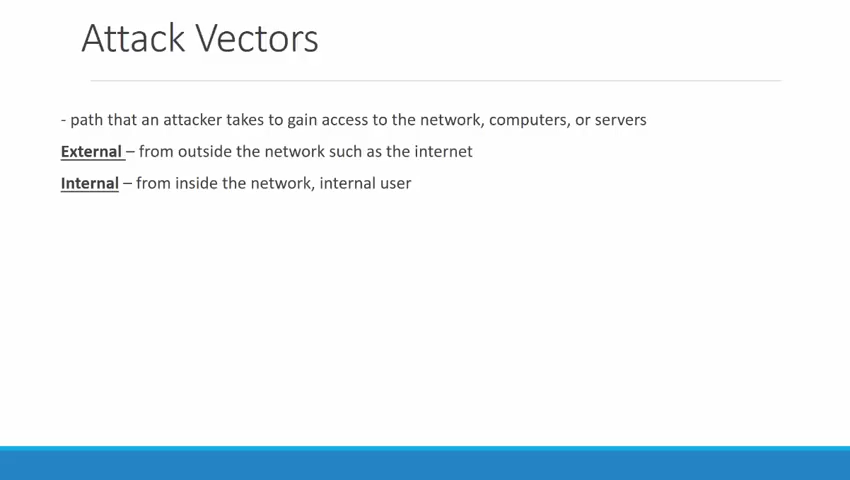 Attack Vectors
- path that an attacker takes to gain access to the network, computers, or servers
External – from outside the network such as the internet
Internal – from inside the network, internal user